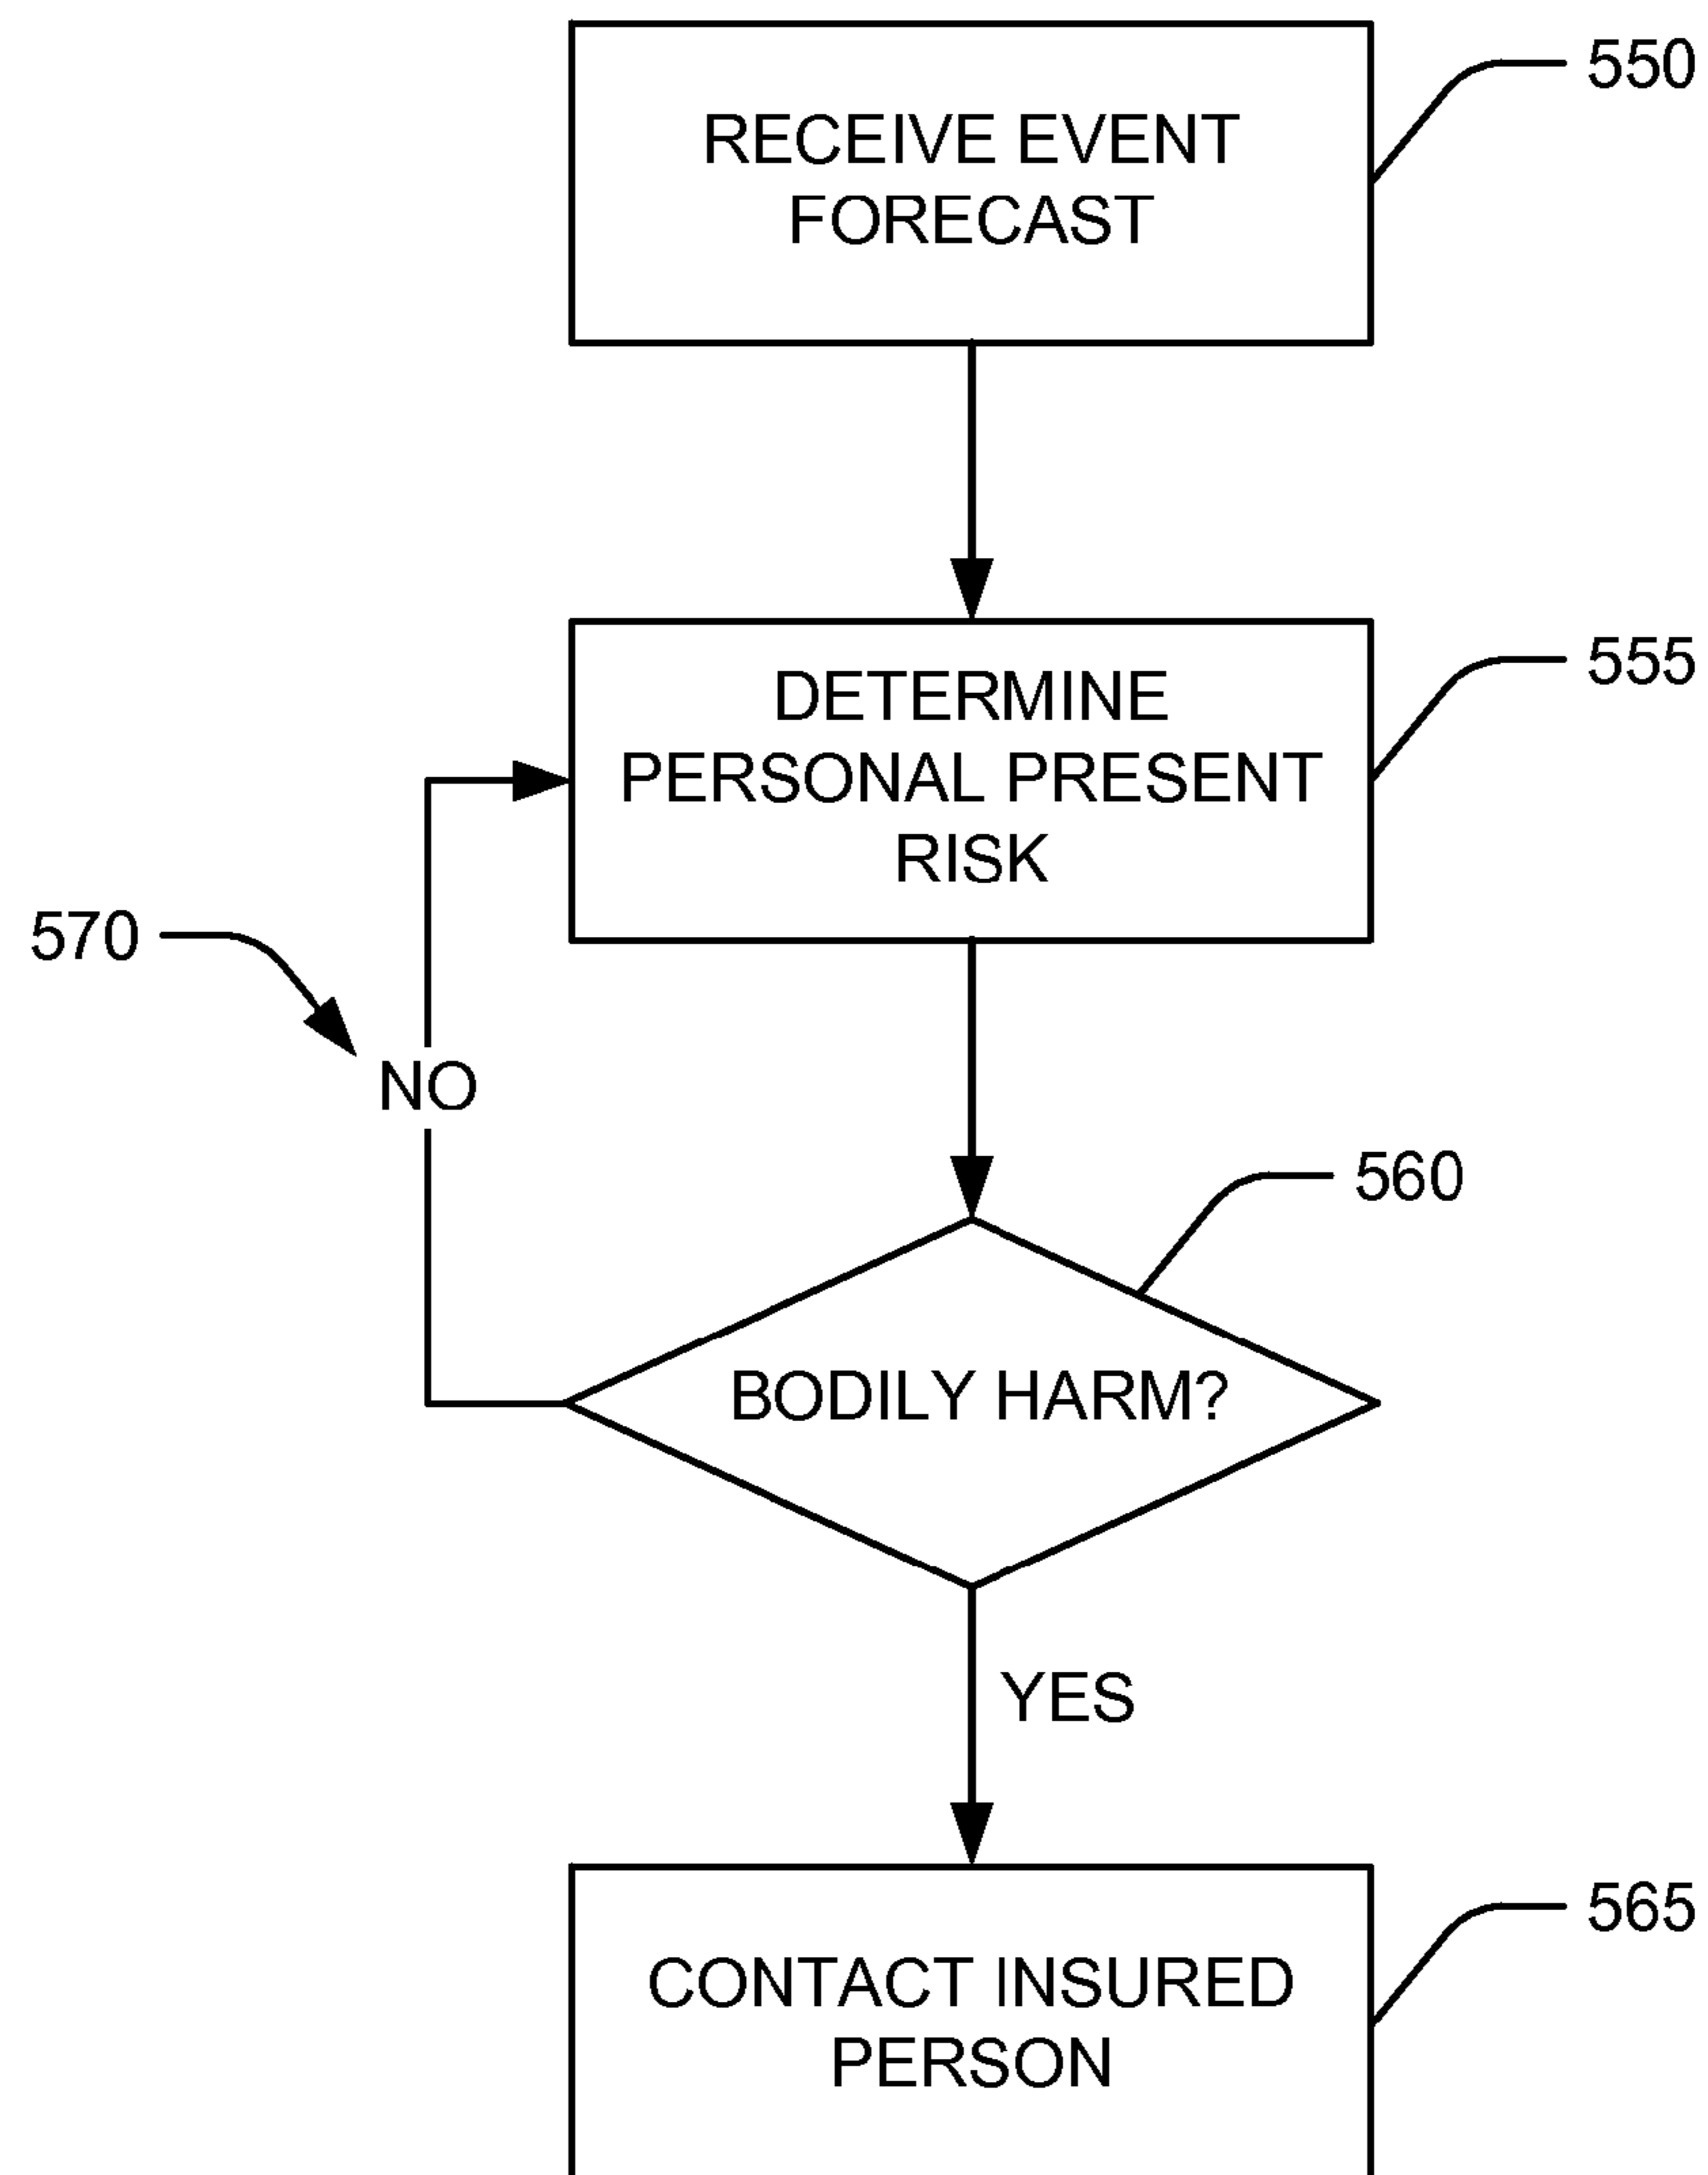 RECEIVE EVENT
FORECAST
550
DETERMINE
PERSONAL PRESENT
RISK
555
570
NO
560
BODILY HARM?
YES
CONTACT INSURED
PERSON
565